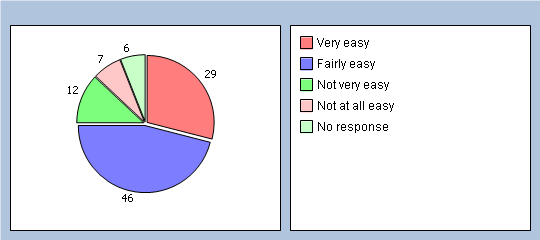 6
7
29
12
46
Very easy
Fairly easy
Not very easy
Not at all easy
No response